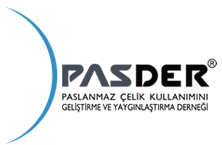 PASDER®
PASLANMAZ ÇELİK KULLANIMINI
GELİŞTİRME VE YAYGINLAŞTIRMA DERNEĞİ